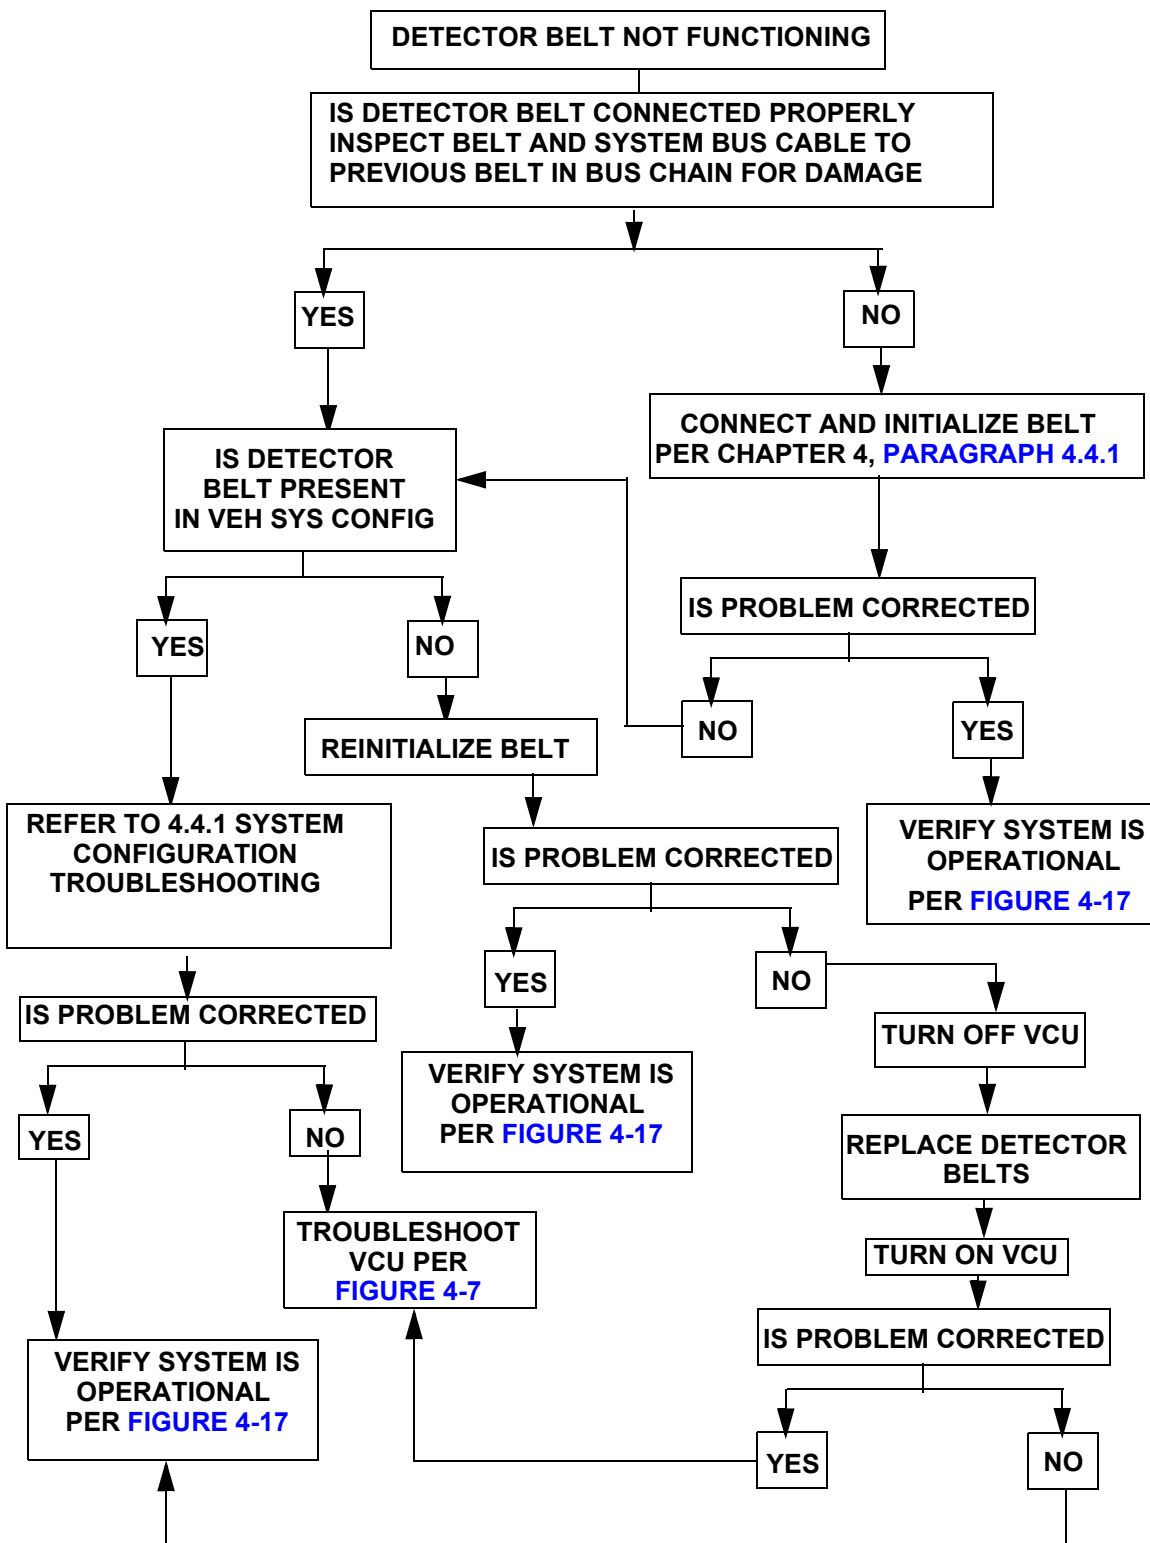 DETECTOR BELT NOT FUNCTIONING
IS DETECTOR BELT CONNECTED PROPERLY
INSPECT BELT AND SYSTEM BUS CABLE TO
PREVIOUS BELT IN BUS CHAIN FOR DAMAGE
YES
NO
CONNECT AND INITIALIZE BELT
PER CHAPTER 4, PARAGRAPH 4.4.1
IS DETECTOR
BELT PRESENT
IN VEH SYS CONFIG
IS PROBLEM CORRECTED
YES
NO
NO
YES
REINITIALIZE BELT
REFER TO 4.4.1 SYSTEM
CONFIGURATION
TROUBLESHOOTING
IS PROBLEM CORRECTED
VERIFY SYSTEM IS
OPERATIONAL
PER FIGURE 4-17
YES
NO
IS PROBLEM CORRECTED
TURN OFF VCU
VERIFY SYSTEM IS
OPERATIONAL
PER FIGURE 4-17
YES
NO
REPLACE DETECTOR
BELTS
TROUBLESHOOT
VCU PER
FIGURE 4-7
TURN ON VCU
IS PROBLEM CORRECTED
VERIFY SYSTEM IS
OPERATIONAL
PER FIGURE 4-17
YES
NO